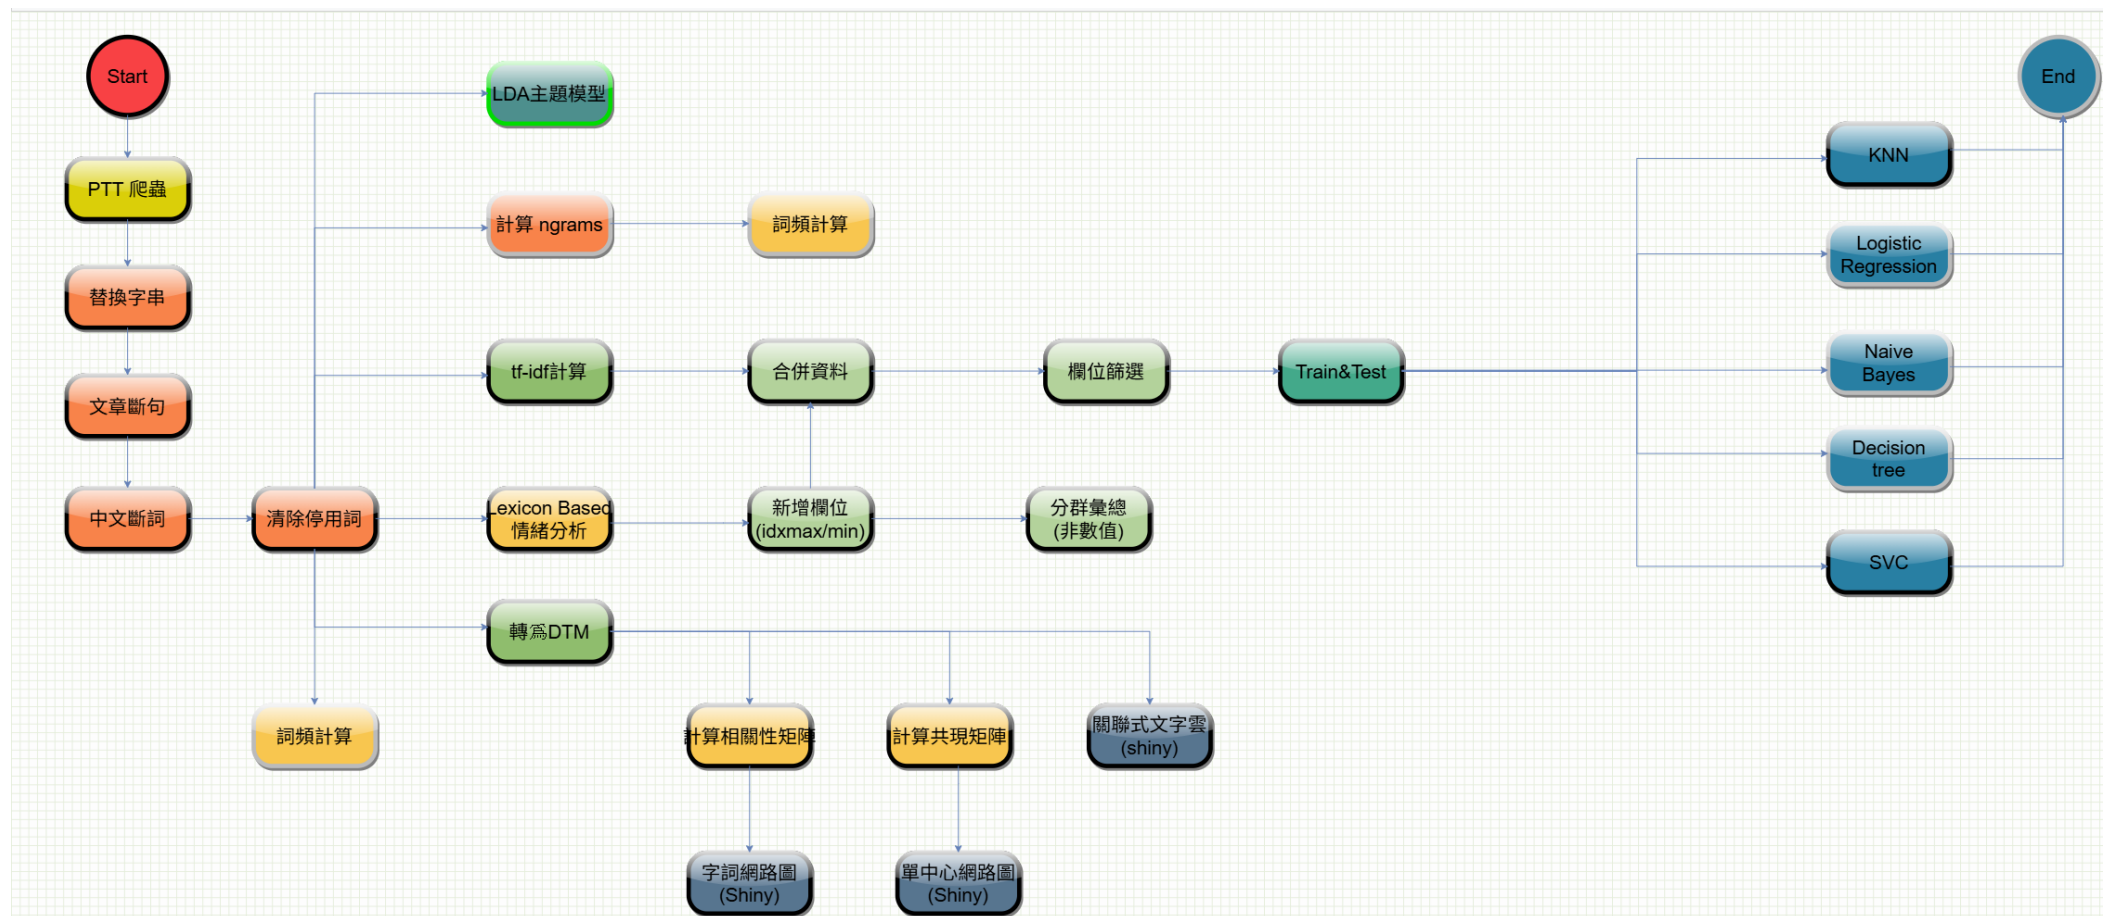 Start
End
LDA主題模型
KNN
PTT 爬蟲
計算 ngrams
詞頻計算
Logistic
Regression
替換字串
tf-idf計算
合併資料
欄位篩選
Train&Test
Naive
Bayes
文章斷句
Decision
tree
中文斷詞
清除停用詞
Lexicon Based
情緒分析
新增欄位
(idxmax/min)
分群彙總
(非數值)
SVC
轉為DTM
詞頻計算
計算相關性矩陣
計算共現矩陣
關聯式文字雲
(shiny)
字詞網路圖
(Shiny)
單中心網路圖
(Shiny)